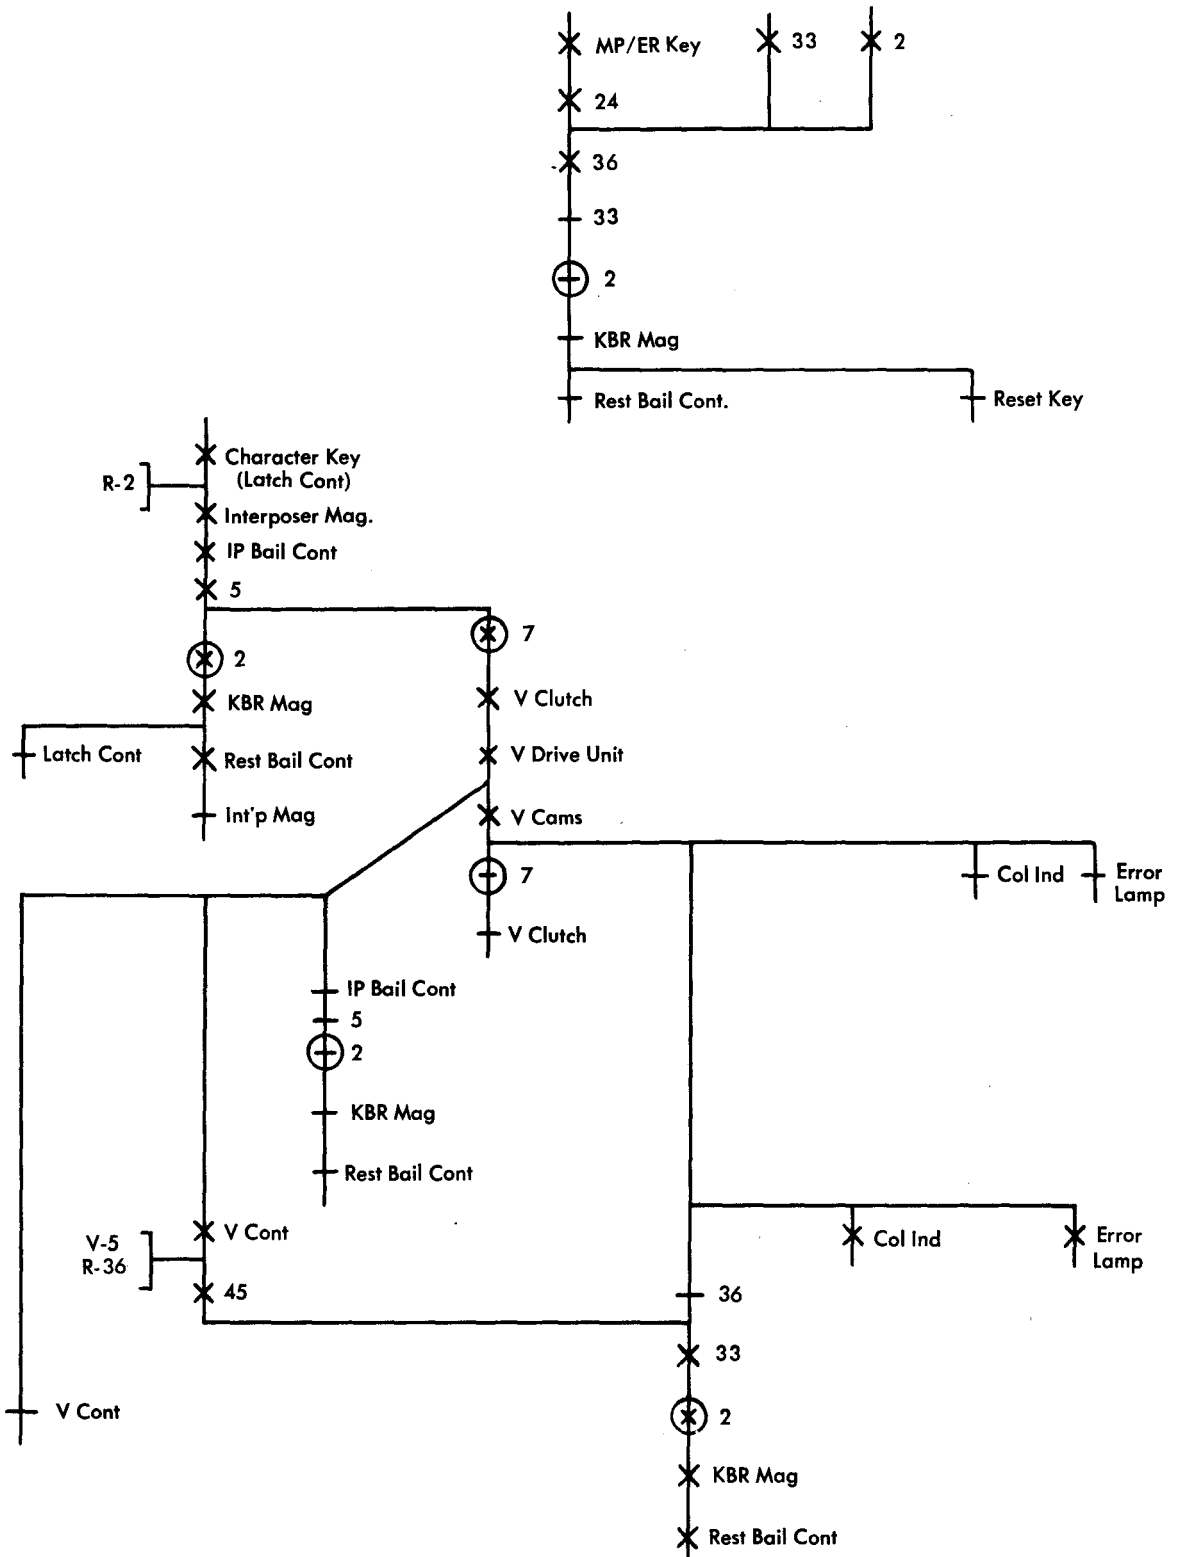 MP/ER Key
33
2
24
36
33
2
KBR Mag
Rest Bail Cont.
Reset Key
Character Key
(Latch Cont)
R-2
Interposer Mag.
IP Bail Cont
5
7
2
KBR Mag
V Clutch
Latch Cont
Rest Bail Cont
V Drive Unit
Int'p Mag
V Cams
7
Col Ind
Error
Lamp
V Clutch
IP Bail Cont
5
2
KBR Mag
Rest Bail Cont
V Cont
V-5
R-36
45
Col Ind
Error
Lamp
36
33
V Cont
2
KBR Mag
Rest Bail Cont